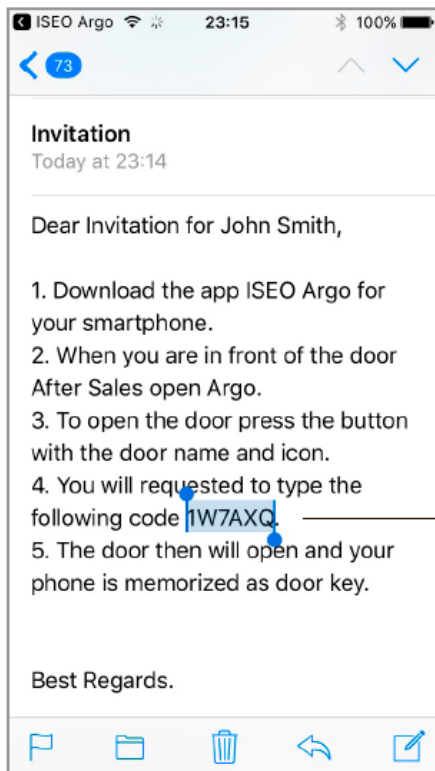 ISEO Argo 23:15 100%
73
Invitation
Today at 23:14
Dear Invitation for John Smith,
1. Download the app ISEO Argo for
your smartphone.
2. When you are in front of the door
After Sales open Argo.
3. To open the door press the button
with the door name and icon.
4. You will requested to type the
following code 1W7AXQ.
5. The door then will open and your
phone is memorized as door key.
Best Regards.